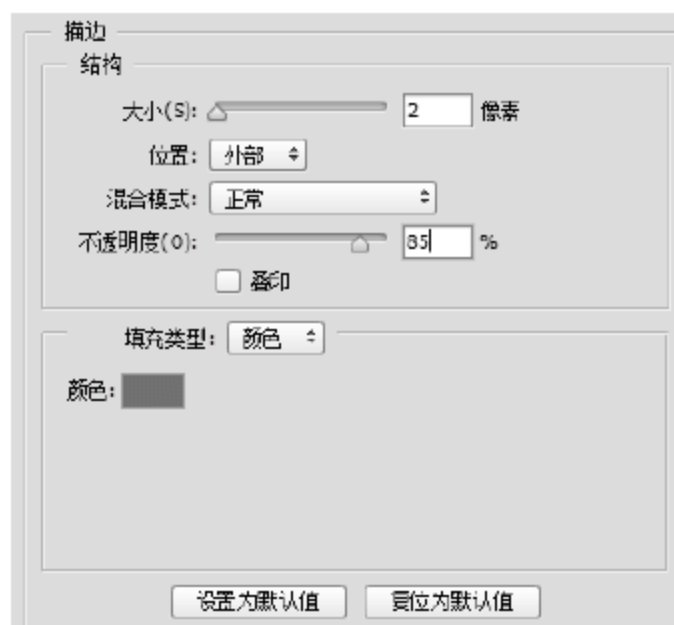 描边
结构
大小(S): 2 像素
位置: 外部
混合模式: 正常
不透明度(O): 85 %
叠印
填充类型: 颜色
颜色:
设置为默认值 复位为默认值